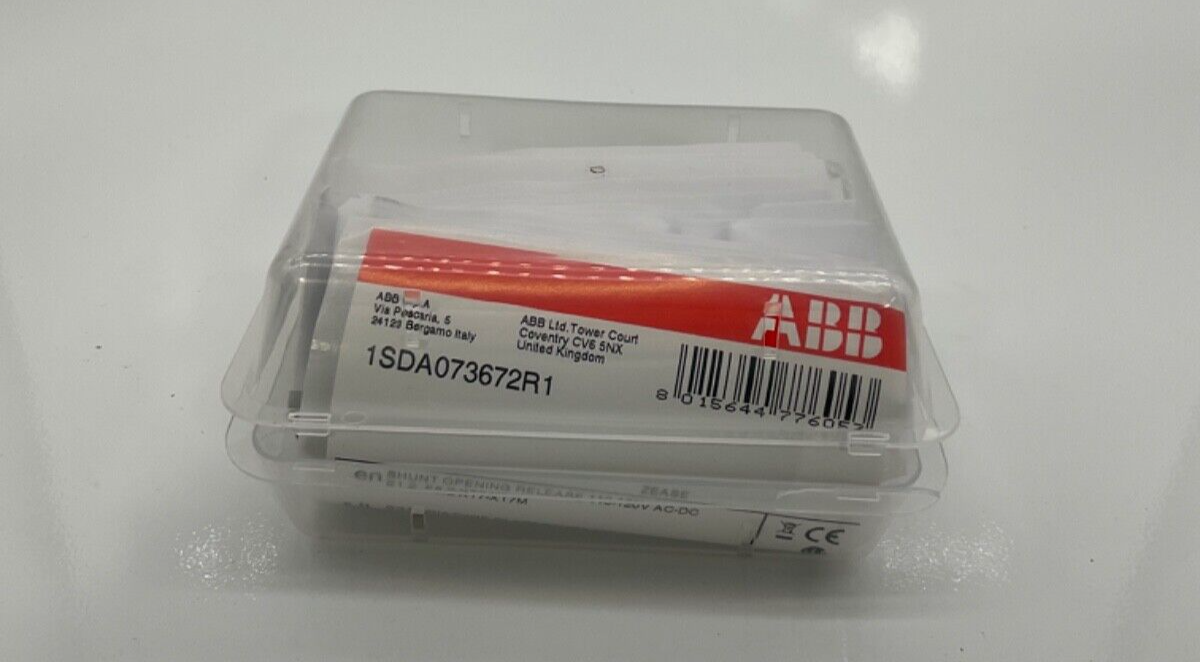 ABB
ABB
Via Pescaria, 5
24123 Bergamo Italy
ABB Ltd. Tower Court
Coventry CV6 5NX
United Kingdom
1SDA073672R1
8 015644 776057
en SHUNT OPENING RELEASE
AC-DC
CE